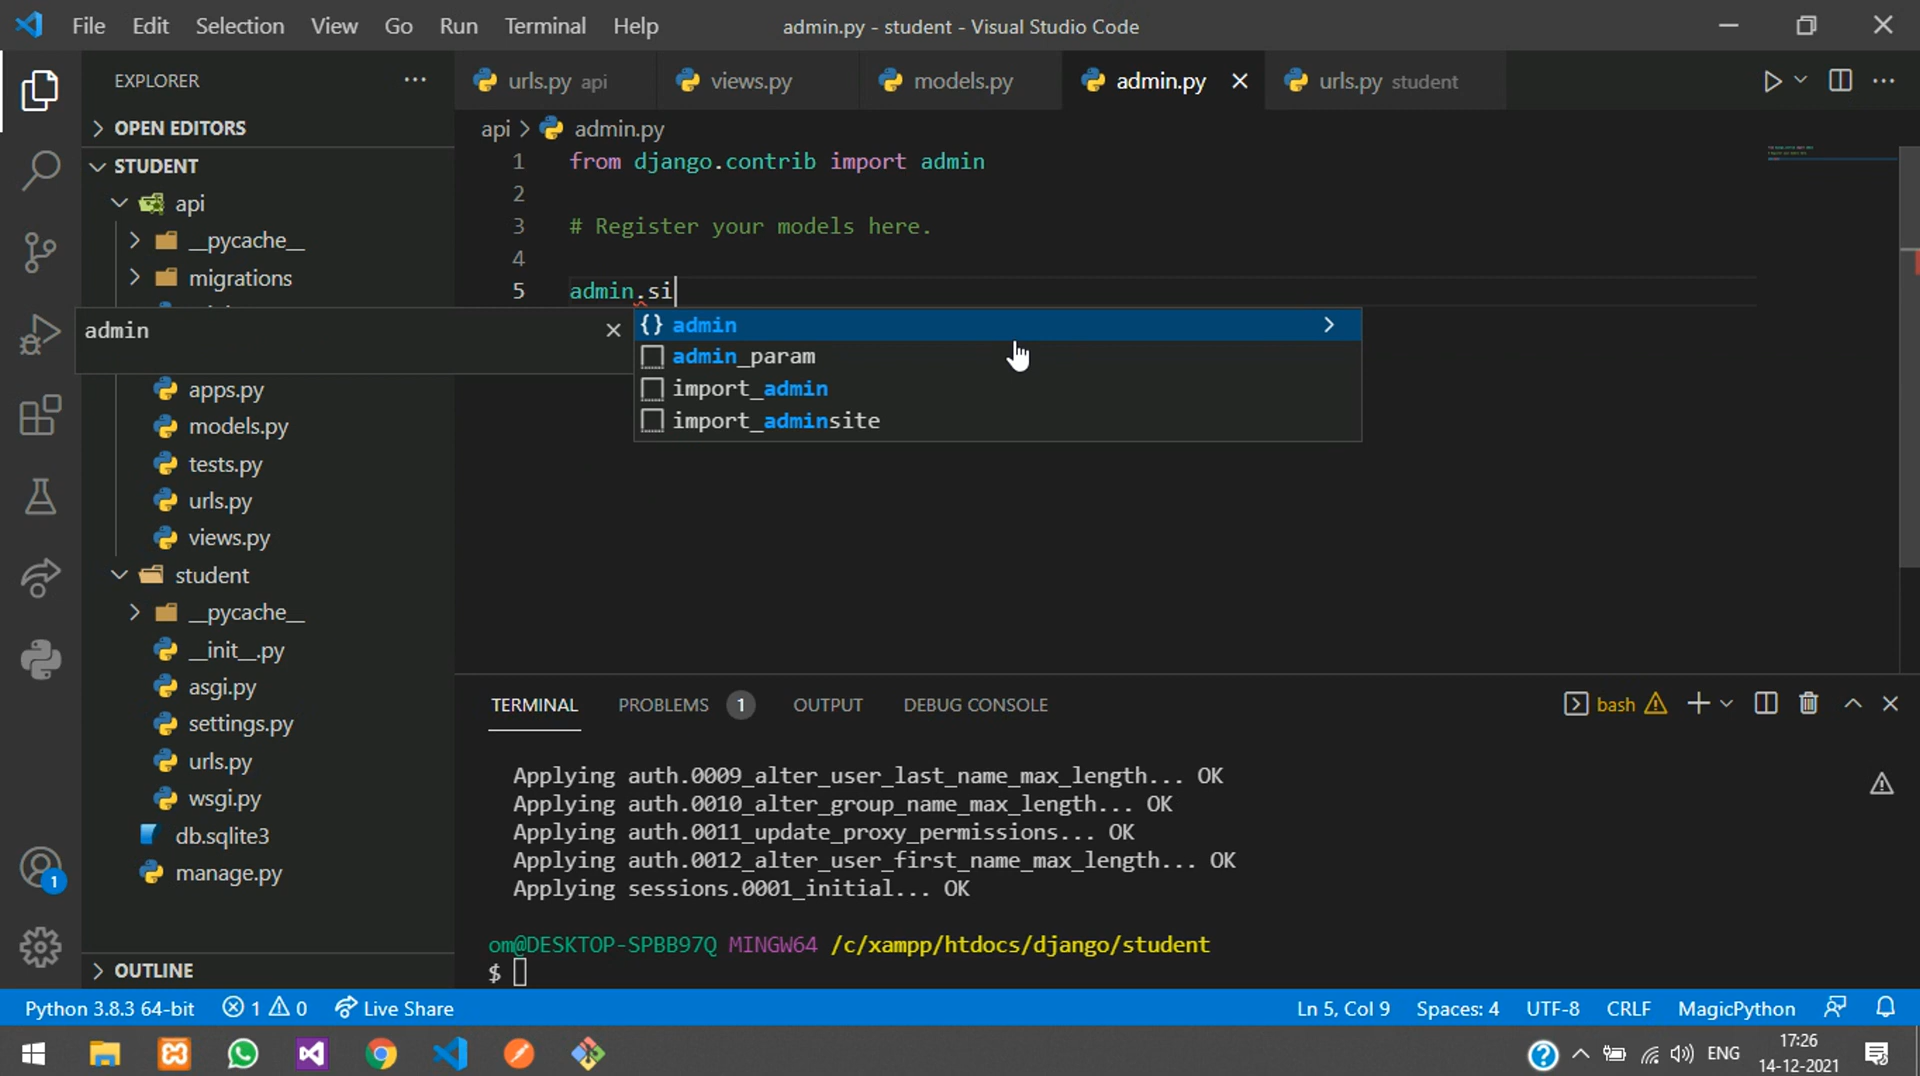 File Edit Selection View Go Run Terminal Help admin.py - student - Visual Studio Code
EXPLORER
urls.py api views.py models.py admin.py urls.py student
OPEN EDITORS
api > admin.py
STUDENT
1 from django.contrib import admin
2
api
3 # Register your models here.
__pycache__
4
migrations
5 admin.si
admin
admin
admin_param
import_admin
import_adminsite
apps.py
models.py
tests.py
urls.py
views.py
student
__pycache__
__init__.py
asgi.py
settings.py
urls.py
wsgi.py
db.sqlite3
manage.py
OUTLINE
TERMINAL PROBLEMS 1 OUTPUT DEBUG CONSOLE bash
Applying auth.0009_alter_user_last_name_max_length... OK
Applying auth.0010_alter_group_name_max_length... OK
Applying auth.0011_update_proxy_permissions... OK
Applying auth.0012_alter_user_first_name_max_length... OK
Applying sessions.0001_initial... OK
om@DESKTOP-SPBB97Q MINGW64 /c/xampp/htdocs/django/student
$
1
Python 3.8.3 64-bit 1 0 Live Share Ln 5, Col 9 Spaces: 4 UTF-8 CRLF MagicPython
ENG 17:26
14-12-2021